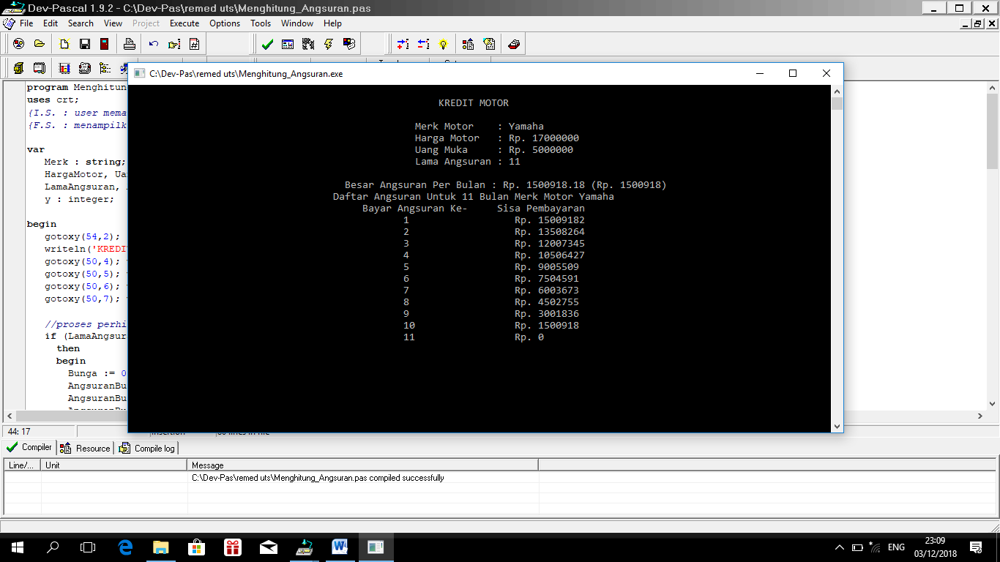 Dev-Pascal 1.9.2 - C:\Dev-Pas\remed uts\Menghitung_Angsuran.pas
File Edit Search View Project Execute Options Tools Window Help
C:\Dev-Pas\remed uts\Menghitung_Angsuran.exe
program Menghitun
uses crt;
{I.S. : user mema
{F.S. : menampilk
var
Merk : string;
HargaMotor, Ua
LamaAngsuran,
y : integer;
begin
gotoxy(54,2);
writeln('KREDI
gotoxy(50,4);
gotoxy(50,5);
gotoxy(50,6);
gotoxy(50,7);
//proses perhi
if (LamaAngsur
then
begin
Bunga := 0
AngsuranBu
AngsuranBu
KREDIT MOTOR
Merk Motor : Yamaha
Harga Motor : Rp. 17000000
Uang Muka : Rp. 5000000
Lama Angsuran : 11
Besar Angsuran Per Bulan : Rp. 1500918.18 (Rp. 1500918)
Daftar Angsuran Untuk 11 Bulan Merk Motor Yamaha
Bayar Angsuran Ke- Sisa Pembayaran
1 Rp. 15009182
2 Rp. 13508264
3 Rp. 12007345
4 Rp. 10506427
5 Rp. 9005509
6 Rp. 7504591
7 Rp. 6003673
8 Rp. 4502755
9 Rp. 3001836
10 Rp. 1500918
11 Rp. 0
44: 17
Compiler Resource Compile log
Line/... Unit Message
C:\Dev-Pas\remed uts\Menghitung_Angsuran.pas compiled successfully
ENG
23:09
03/12/2018